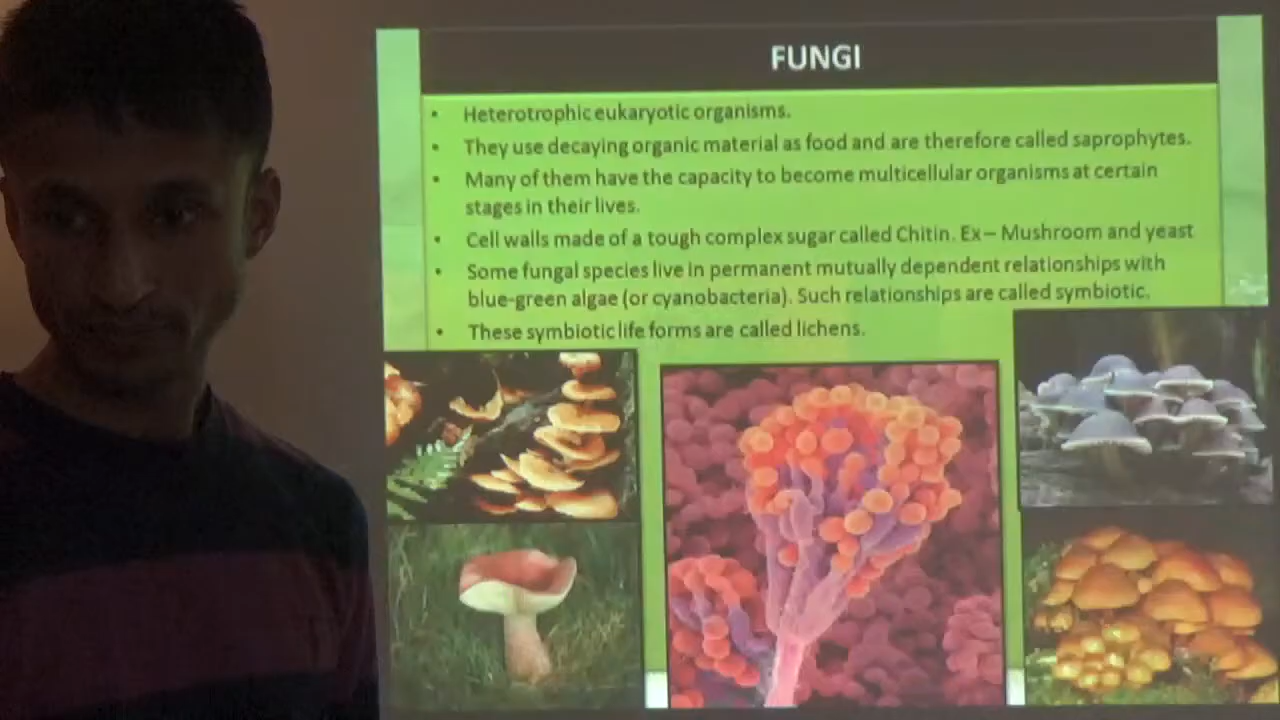 FUNGI
• Heterotrophic eukaryotic organisms.
• They use decaying organic material as food and are therefore called saprophytes.
• Many of them have the capacity to become multicellular organisms at certain
stages in their lives.
• Cell walls made of a tough complex sugar called Chitin. Ex– Mushroom and yeast
• Some fungal species live in permanent mutually dependent relationships with
blue-green algae (or cyanobacteria). Such relationships are called symbiotic.
• These symbiotic life forms are called lichens.